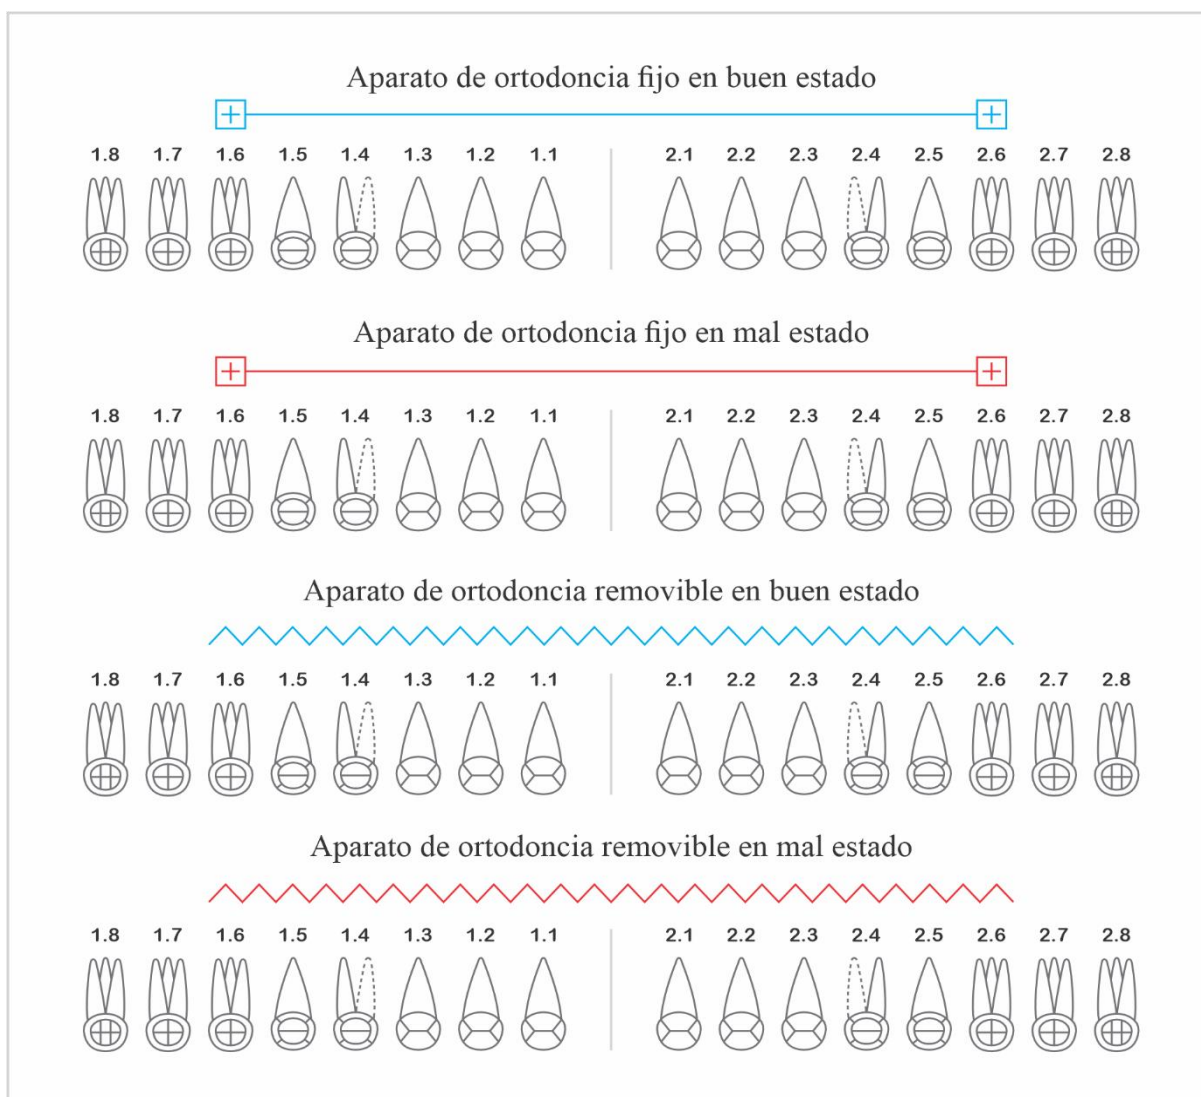 Aparato de ortodoncia fijo en buen estado
1.8 1.7 1.6 1.5 1.4 1.3 1.2 1.1 2.1 2.2 2.3 2.4 2.5 2.6 2.7 2.8
Aparato de ortodoncia fijo en mal estado
1.8 1.7 1.6 1.5 1.4 1.3 1.2 1.1 2.1 2.2 2.3 2.4 2.5 2.6 2.7 2.8
Aparato de ortodoncia removible en buen estado
1.8 1.7 1.6 1.5 1.4 1.3 1.2 1.1 2.1 2.2 2.3 2.4 2.5 2.6 2.7 2.8
Aparato de ortodoncia removible en mal estado
1.8 1.7 1.6 1.5 1.4 1.3 1.2 1.1 2.1 2.2 2.3 2.4 2.5 2.6 2.7 2.8